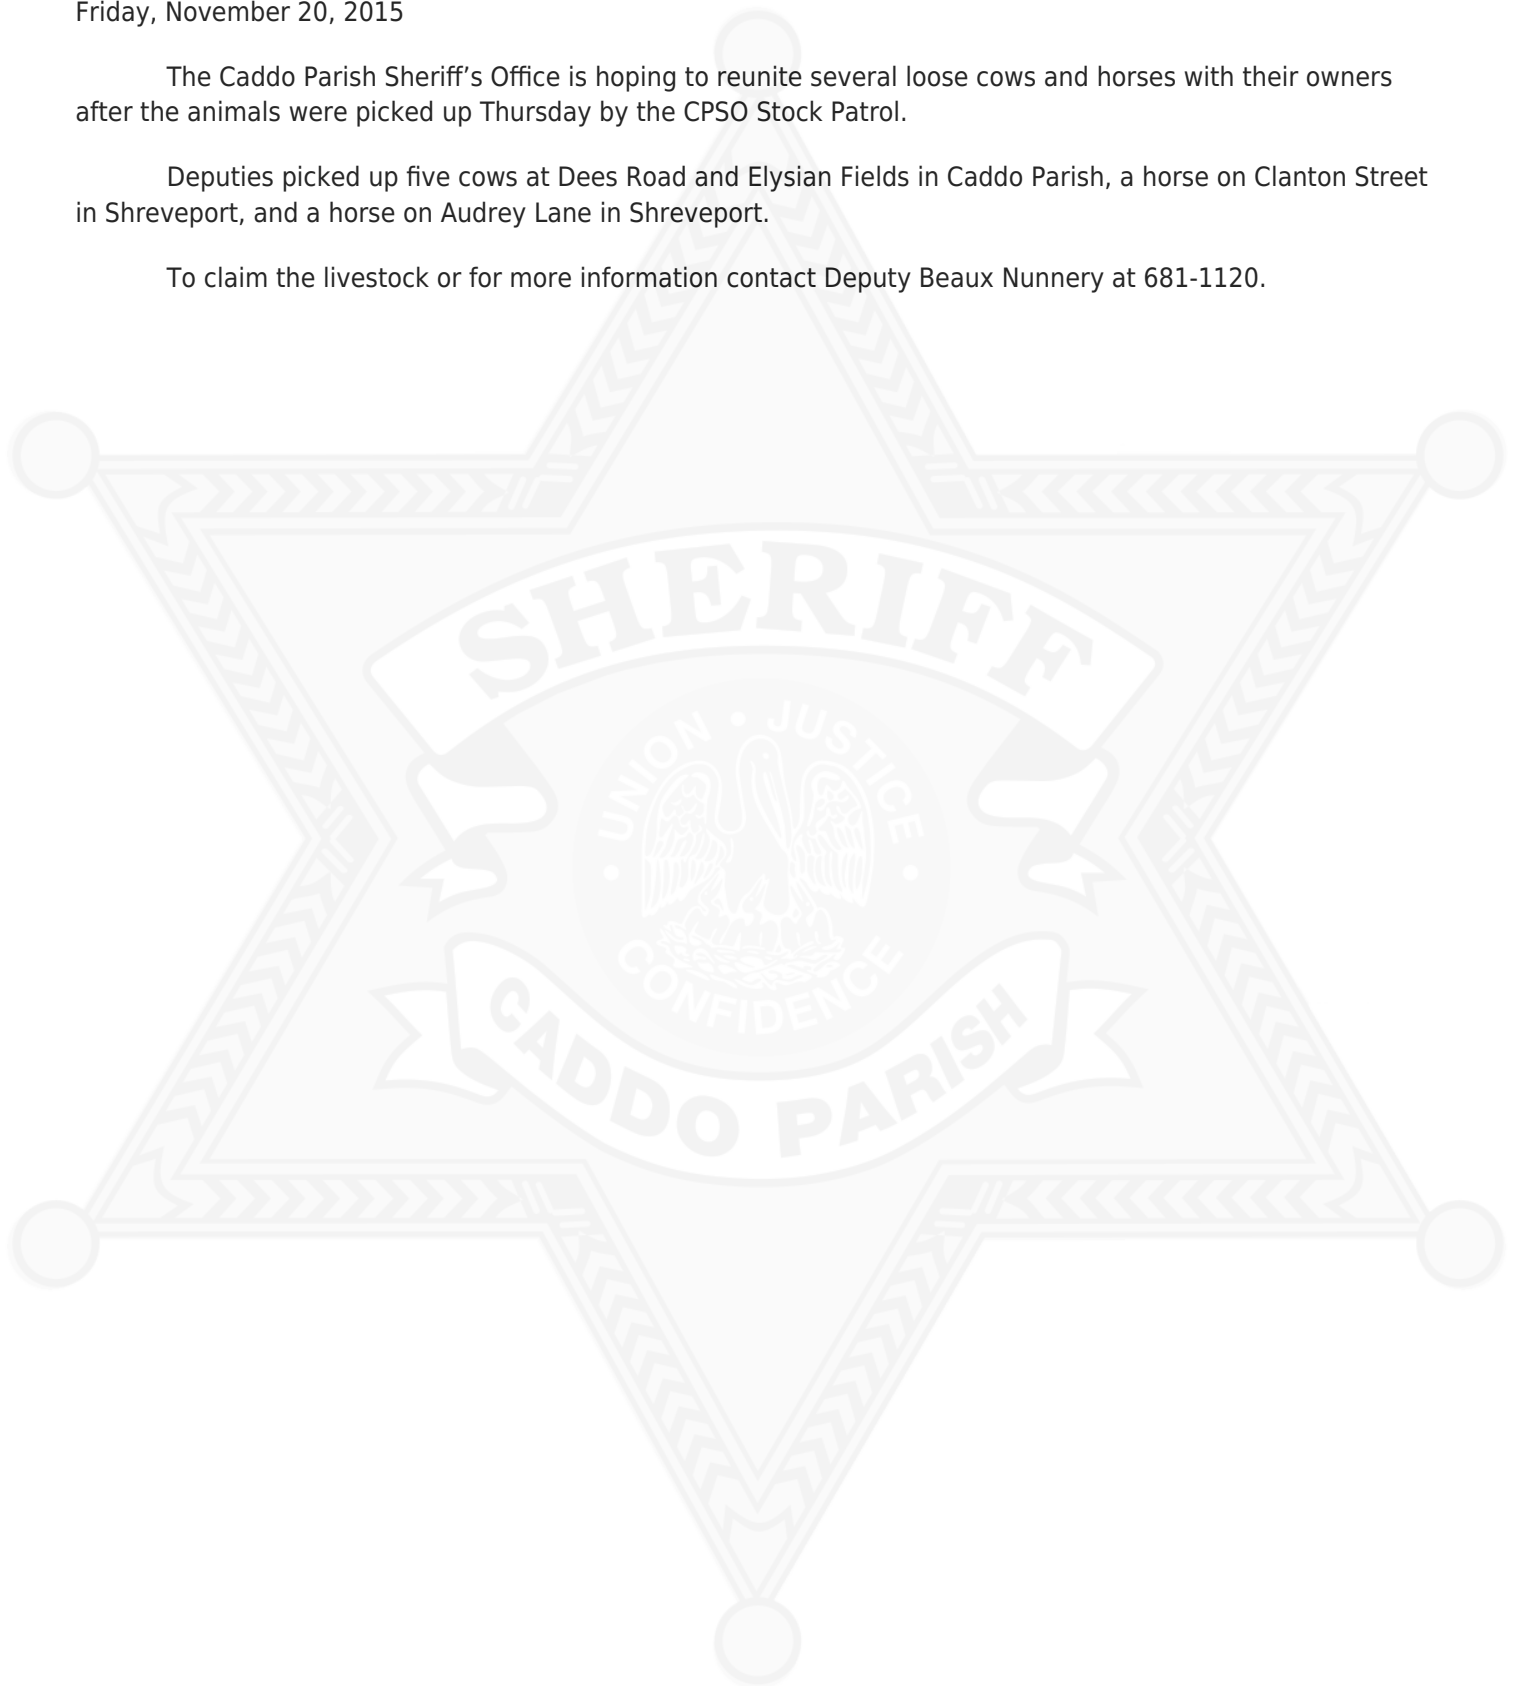 Friday, November 20, 2015
The Caddo Parish Sheriff’s Office is hoping to reunite several loose cows and horses with their owners
after the animals were picked up Thursday by the CPSO Stock Patrol.
Deputies picked up five cows at Dees Road and Elysian Fields in Caddo Parish, a horse on Clanton Street
in Shreveport, and a horse on Audrey Lane in Shreveport.
To claim the livestock or for more information contact Deputy Beaux Nunnery at 681-1120.
SHERIFF
UNION • JUSTICE
• CONFIDENCE •
CADDO PARISH